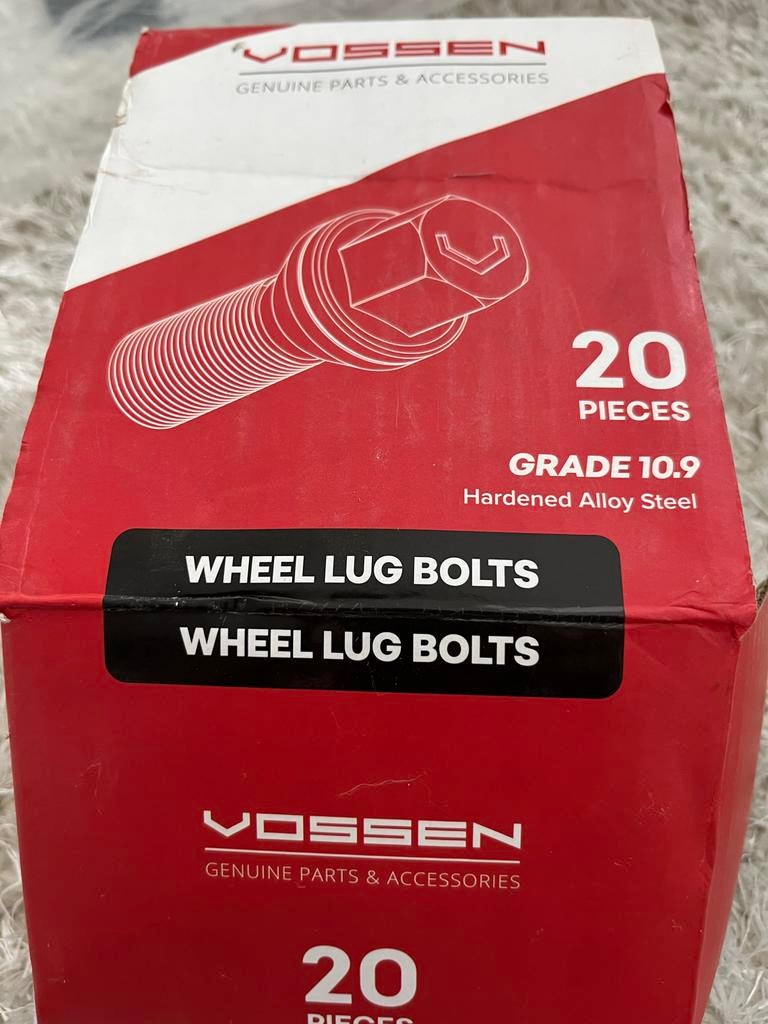 VOSSEN
GENUINE PARTS & ACCESSORIES
20
PIECES
GRADE 10.9
Hardened Alloy Steel
WHEEL LUG BOLTS
WHEEL LUG BOLTS
VOSSEN
GENUINE PARTS & ACCESSORIES
20
PIECES